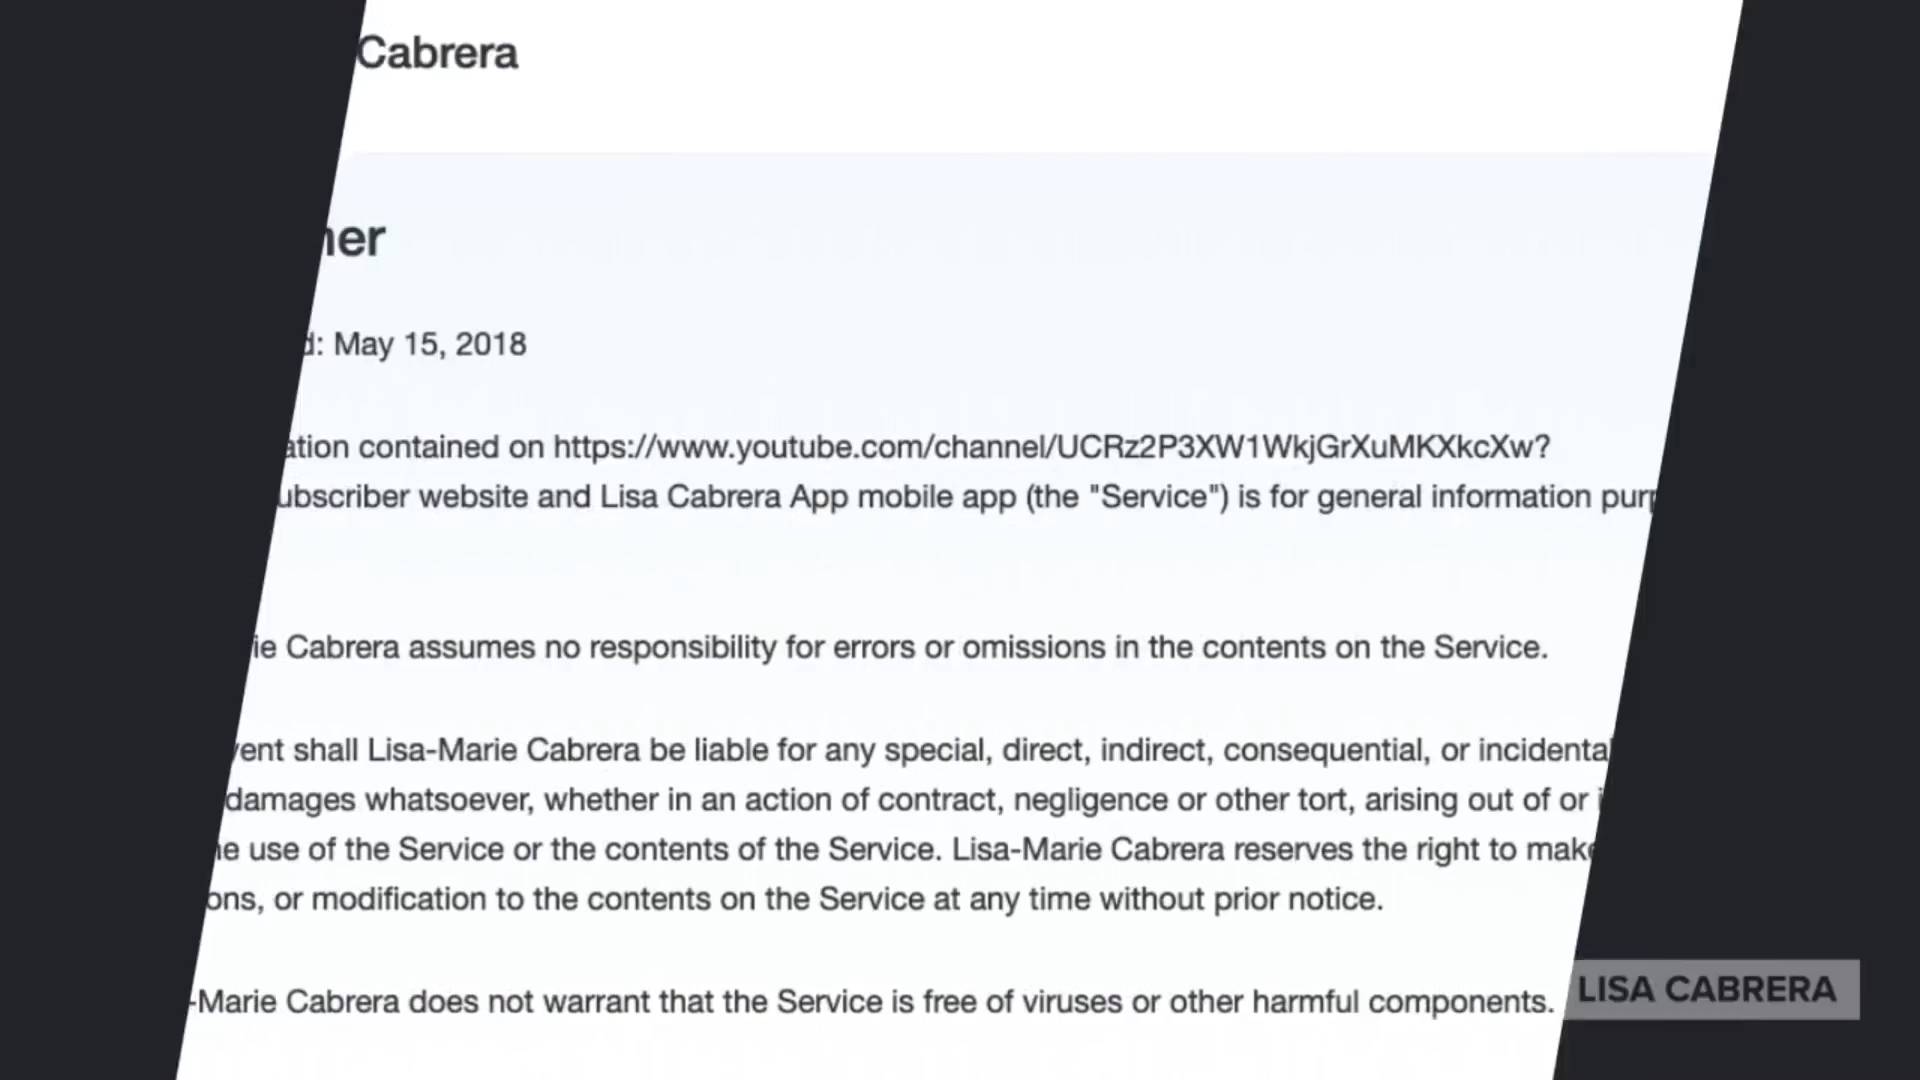 Cabrera
ner
d: May 15, 2018
ation contained on https://www.youtube.com/channel/UCRz2P3XW1WkjGrXuMKXkcXw?
ubscriber website and Lisa Cabrera App mobile app (the "Service") is for general information purp
ie Cabrera assumes no responsibility for errors or omissions in the contents on the Service.
vent shall Lisa-Marie Cabrera be liable for any special, direct, indirect, consequential, or incidental
damages whatsoever, whether in an action of contract, negligence or other tort, arising out of or i
e use of the Service or the contents of the Service. Lisa-Marie Cabrera reserves the right to make
ons, or modification to the contents on the Service at any time without prior notice.
-Marie Cabrera does not warrant that the Service is free of viruses or other harmful components.
LISA CABRERA